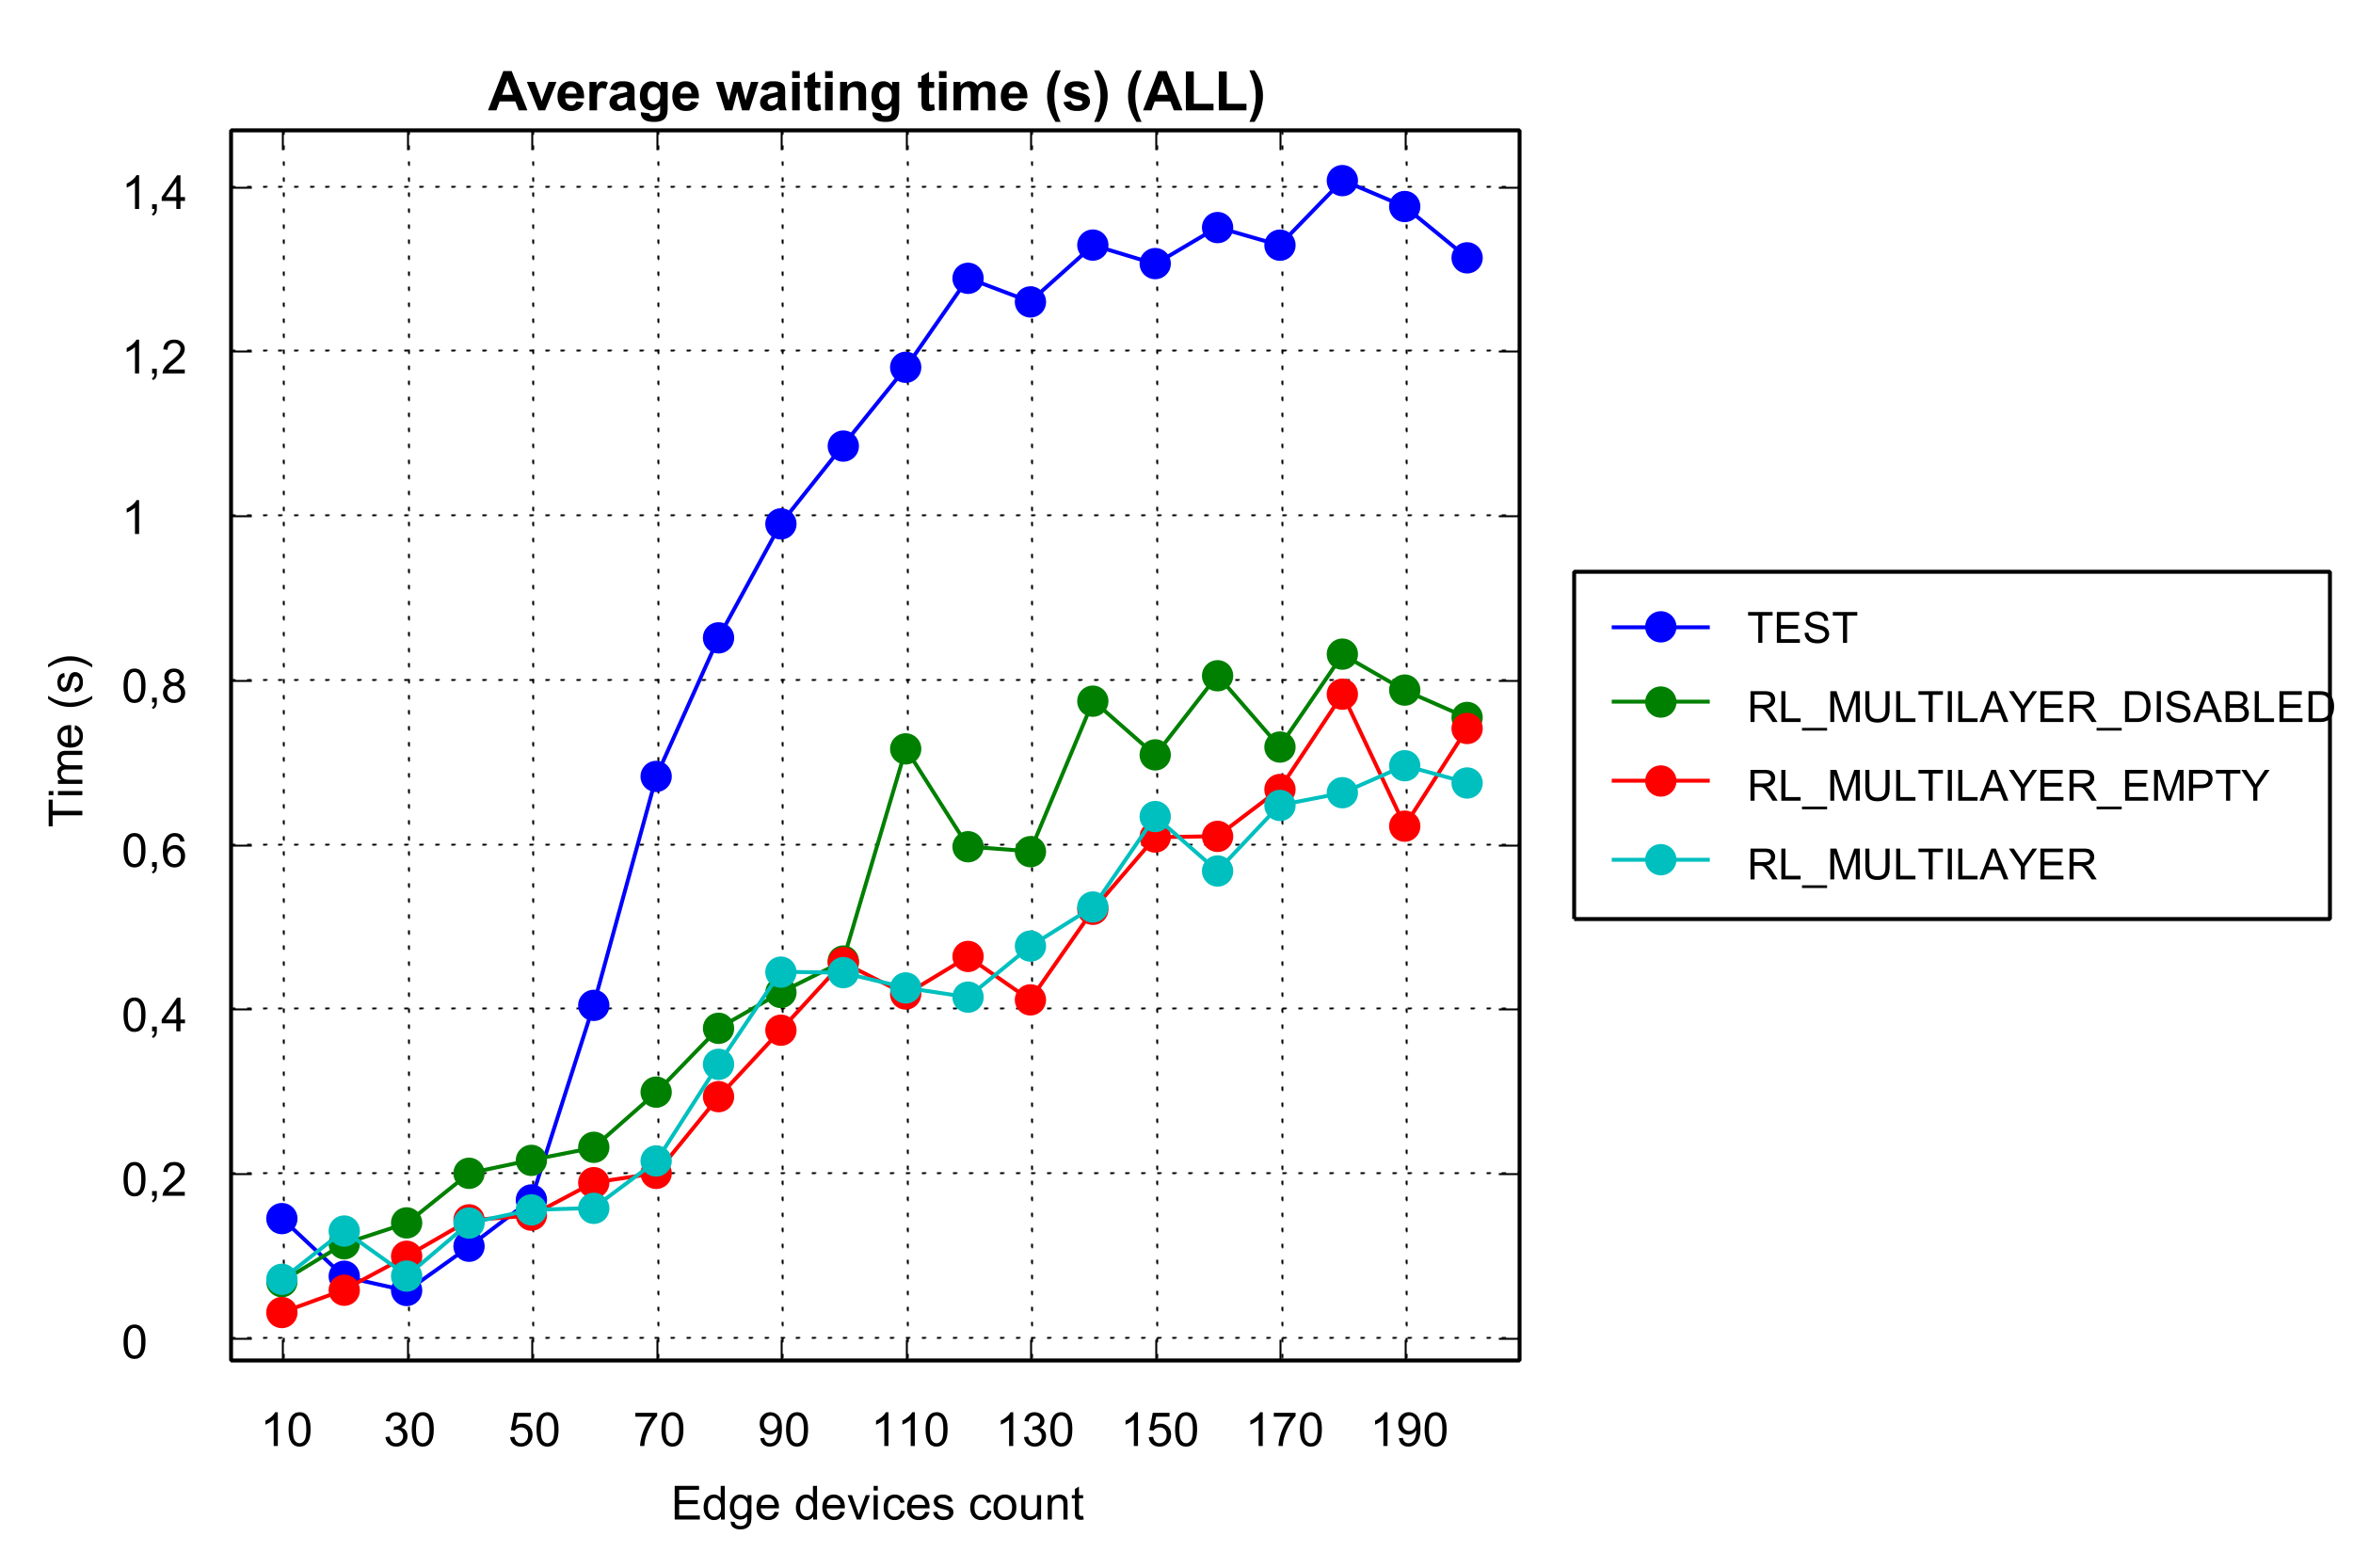 Average waiting time (s) (ALL)
1,4
1,2
1
0,8
0,6
0,4
0,2
0
Time (s)
10 30 50 70 90 110 130 150 170 190
Edge devices count
TEST
RL_MULTILAYER_DISABLED
RL_MULTILAYER_EMPTY
RL_MULTILAYER